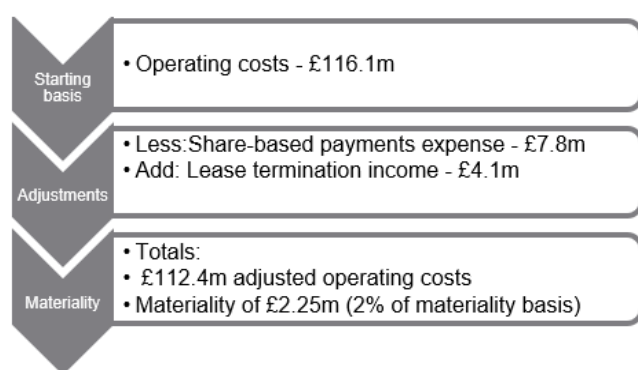 Starting
basis
• Operating costs - £116.1m
Adjustments
• Less:Share-based payments expense - £7.8m
• Add: Lease termination income - £4.1m
Materiality
• Totals:
• £112.4m adjusted operating costs
• Materiality of £2.25m (2% of materiality basis)